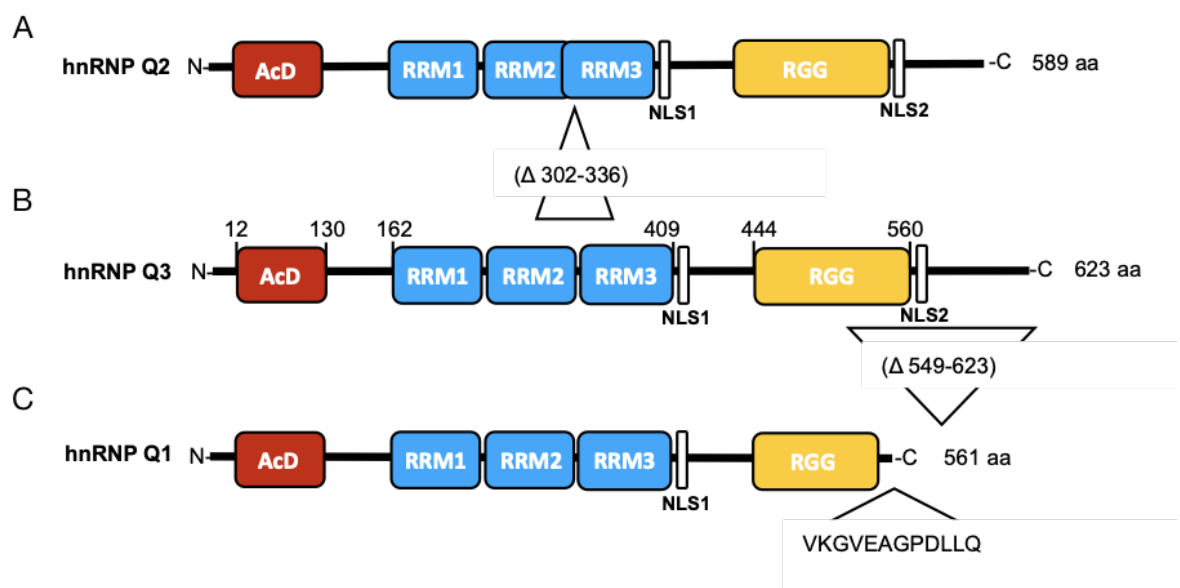 A
hnRNP Q2 N- AcD RRM1 RRM2 RRM3 RGG -C 589 aa
NLS1 NLS2
(Δ 302-336)
B
12 130 162 409 444 560
hnRNP Q3 N- AcD RRM1 RRM2 RRM3 RGG -C 623 aa
NLS1 NLS2
(Δ 549-623)
C
hnRNP Q1 N- AcD RRM1 RRM2 RRM3 RGG -C 561 aa
NLS1
VKGVEAGPDLLQ